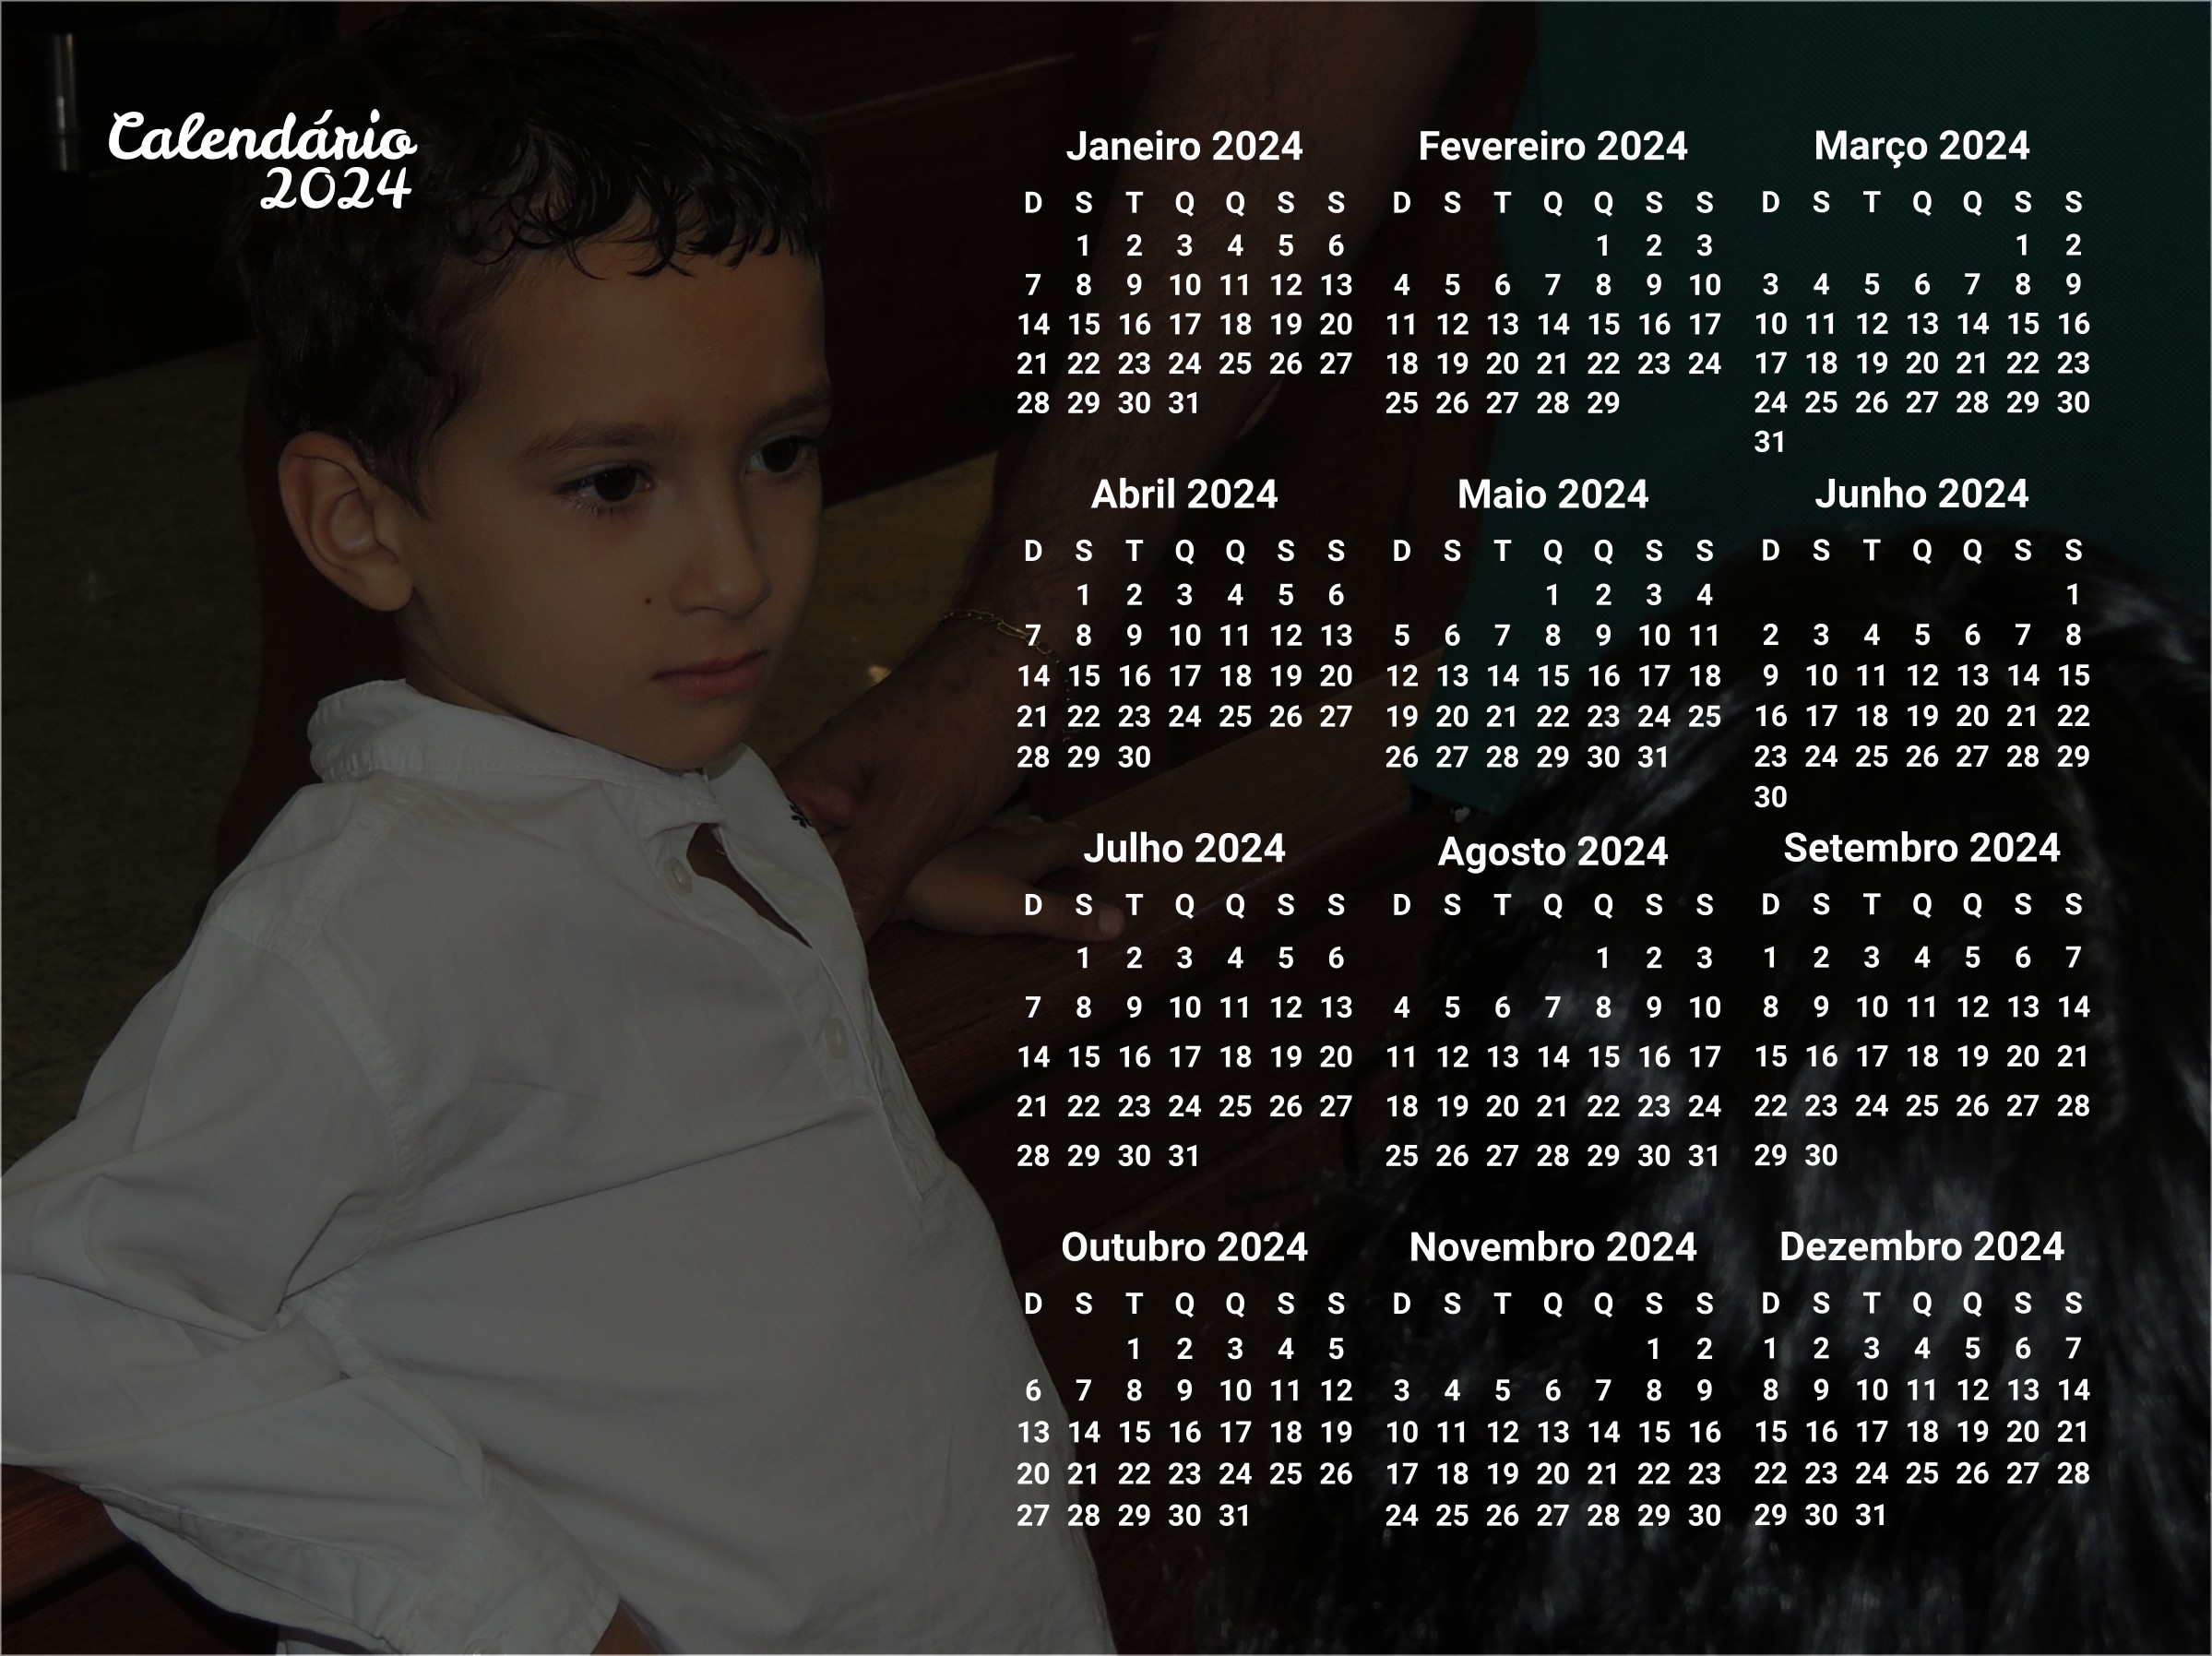 Calendário
2024
Janeiro 2024
D S T Q Q S S
1 2 3 4 5 6
7 8 9 10 11 12 13
14 15 16 17 18 19 20
21 22 23 24 25 26 27
28 29 30 31
Fevereiro 2024
D S T Q Q S S
1 2 3
4 5 6 7 8 9 10
11 12 13 14 15 16 17
18 19 20 21 22 23 24
25 26 27 28 29
Março 2024
D S T Q Q S S
1 2
3 4 5 6 7 8 9
10 11 12 13 14 15 16
17 18 19 20 21 22 23
24 25 26 27 28 29 30
31
Abril 2024
D S T Q Q S S
1 2 3 4 5 6
7 8 9 10 11 12 13
14 15 16 17 18 19 20
21 22 23 24 25 26 27
28 29 30
Maio 2024
D S T Q Q S S
1 2 3 4
5 6 7 8 9 10 11
12 13 14 15 16 17 18
19 20 21 22 23 24 25
26 27 28 29 30 31
Junho 2024
D S T Q Q S S
1
2 3 4 5 6 7 8
9 10 11 12 13 14 15
16 17 18 19 20 21 22
23 24 25 26 27 28 29
30
Julho 2024
D S T Q Q S S
1 2 3 4 5 6
7 8 9 10 11 12 13
14 15 16 17 18 19 20
21 22 23 24 25 26 27
28 29 30 31
Agosto 2024
D S T Q Q S S
1 2 3
4 5 6 7 8 9 10
11 12 13 14 15 16 17
18 19 20 21 22 23 24
25 26 27 28 29 30 31
Setembro 2024
D S T Q Q S S
1 2 3 4 5 6 7
8 9 10 11 12 13 14
15 16 17 18 19 20 21
22 23 24 25 26 27 28
29 30
Outubro 2024
D S T Q Q S S
1 2 3 4 5
6 7 8 9 10 11 12
13 14 15 16 17 18 19
20 21 22 23 24 25 26
27 28 29 30 31
Novembro 2024
D S T Q Q S S
1 2
3 4 5 6 7 8 9
10 11 12 13 14 15 16
17 18 19 20 21 22 23
24 25 26 27 28 29 30
Dezembro 2024
D S T Q Q S S
1 2 3 4 5 6 7
8 9 10 11 12 13 14
15 16 17 18 19 20 21
22 23 24 25 26 27 28
29 30 31